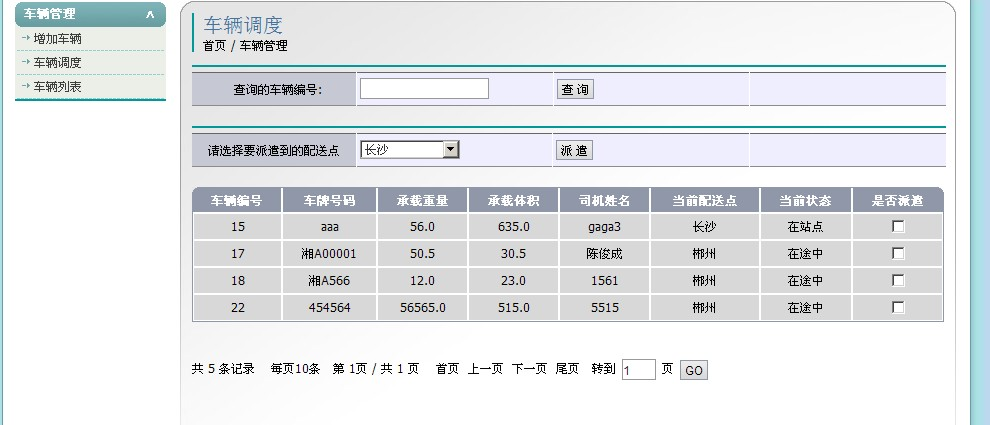 车辆管理
增加车辆
车辆调度
车辆列表
车辆调度
首页 / 车辆管理
查询的车辆编号: 查 询
请选择要派遣到的配送点 长沙 派 遣
车辆编号 车牌号码 承载重量 承载体积 司机姓名 当前配送点 当前状态 是否派遣
15 aaa 56.0 635.0 gaga3 长沙 在站点
17 湘A00001 50.5 30.5 陈俊成 郴州 在途中
18 湘A566 12.0 23.0 1561 郴州 在途中
22 454564 56565.0 515.0 5515 郴州 在途中
共 5 条记录 每页10条 第 1页 / 共 1 页 首页 上一页 下一页 尾页 转到 1 页 GO